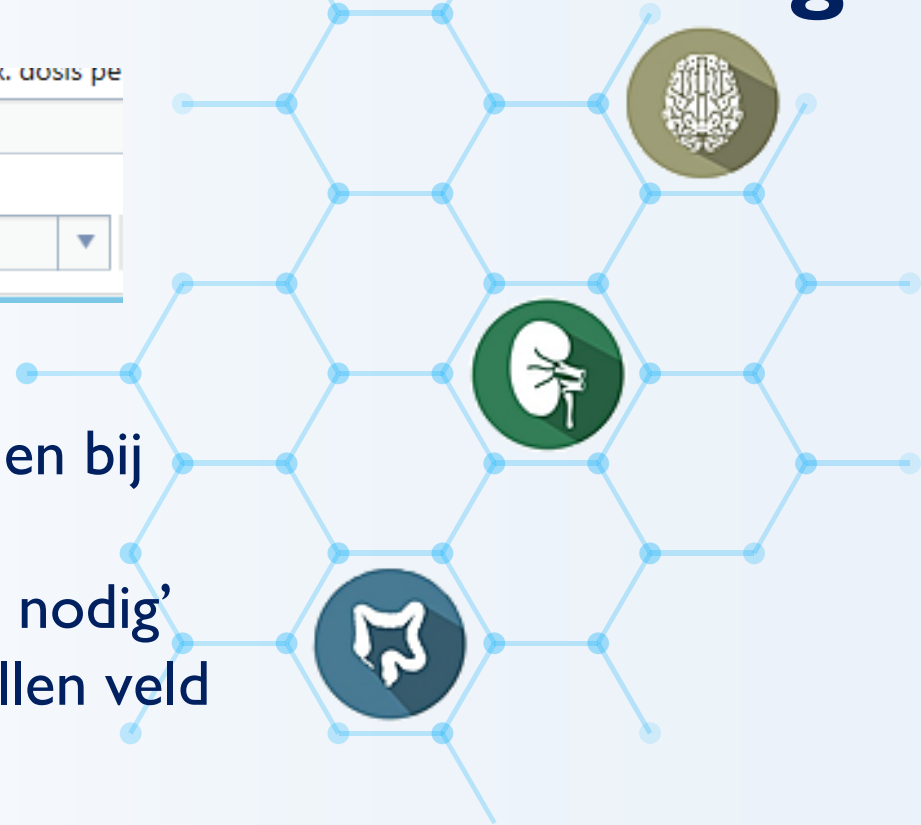 g
x. dosis pe
en bij
nodig’
llen veld